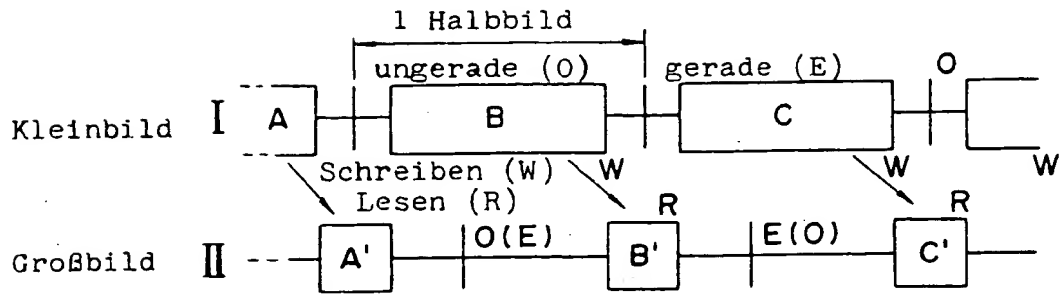 1 Halbbild
ungerade (O) gerade (E) O
Kleinbild I A B C
W W W
Schreiben (W)
Lesen (R) R R
Großbild II A' O(E) B' E(O) C'